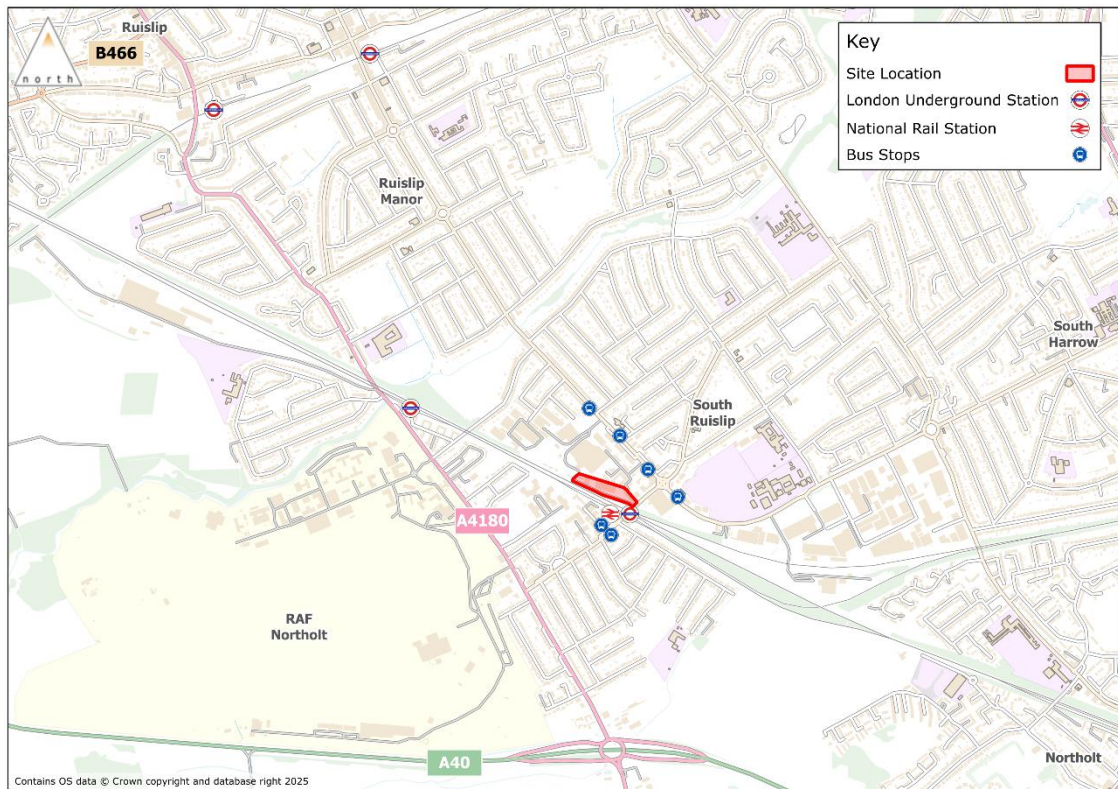 Ruislip
B466
north
Key
Site Location
London Underground Station
National Rail Station
Bus Stops
Ruislip
Manor
South
Harrow
South
Ruislip
A4180
RAF
Northolt
A40
Northolt
Contains OS data © Crown copyright and database right 2025